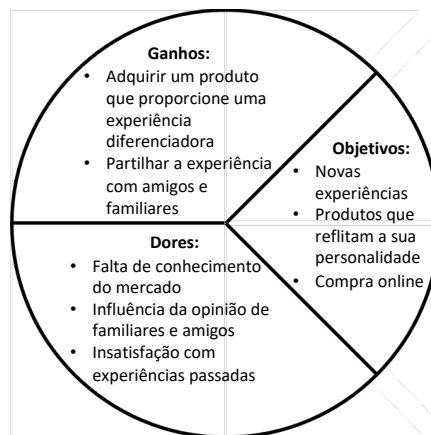 Ganhos:
• Adquirir um produto
que proporcione uma
experiência
diferenciadora
• Partilhar a experiência
com amigos e
familiares
Objetivos:
• Novas
experiências
• Produtos que
reflitam a sua
personalidade
• Compra online
Dores:
• Falta de conhecimento
do mercado
• Influência da opinião de
familiares e amigos
• Insatisfação com
experiências passadas